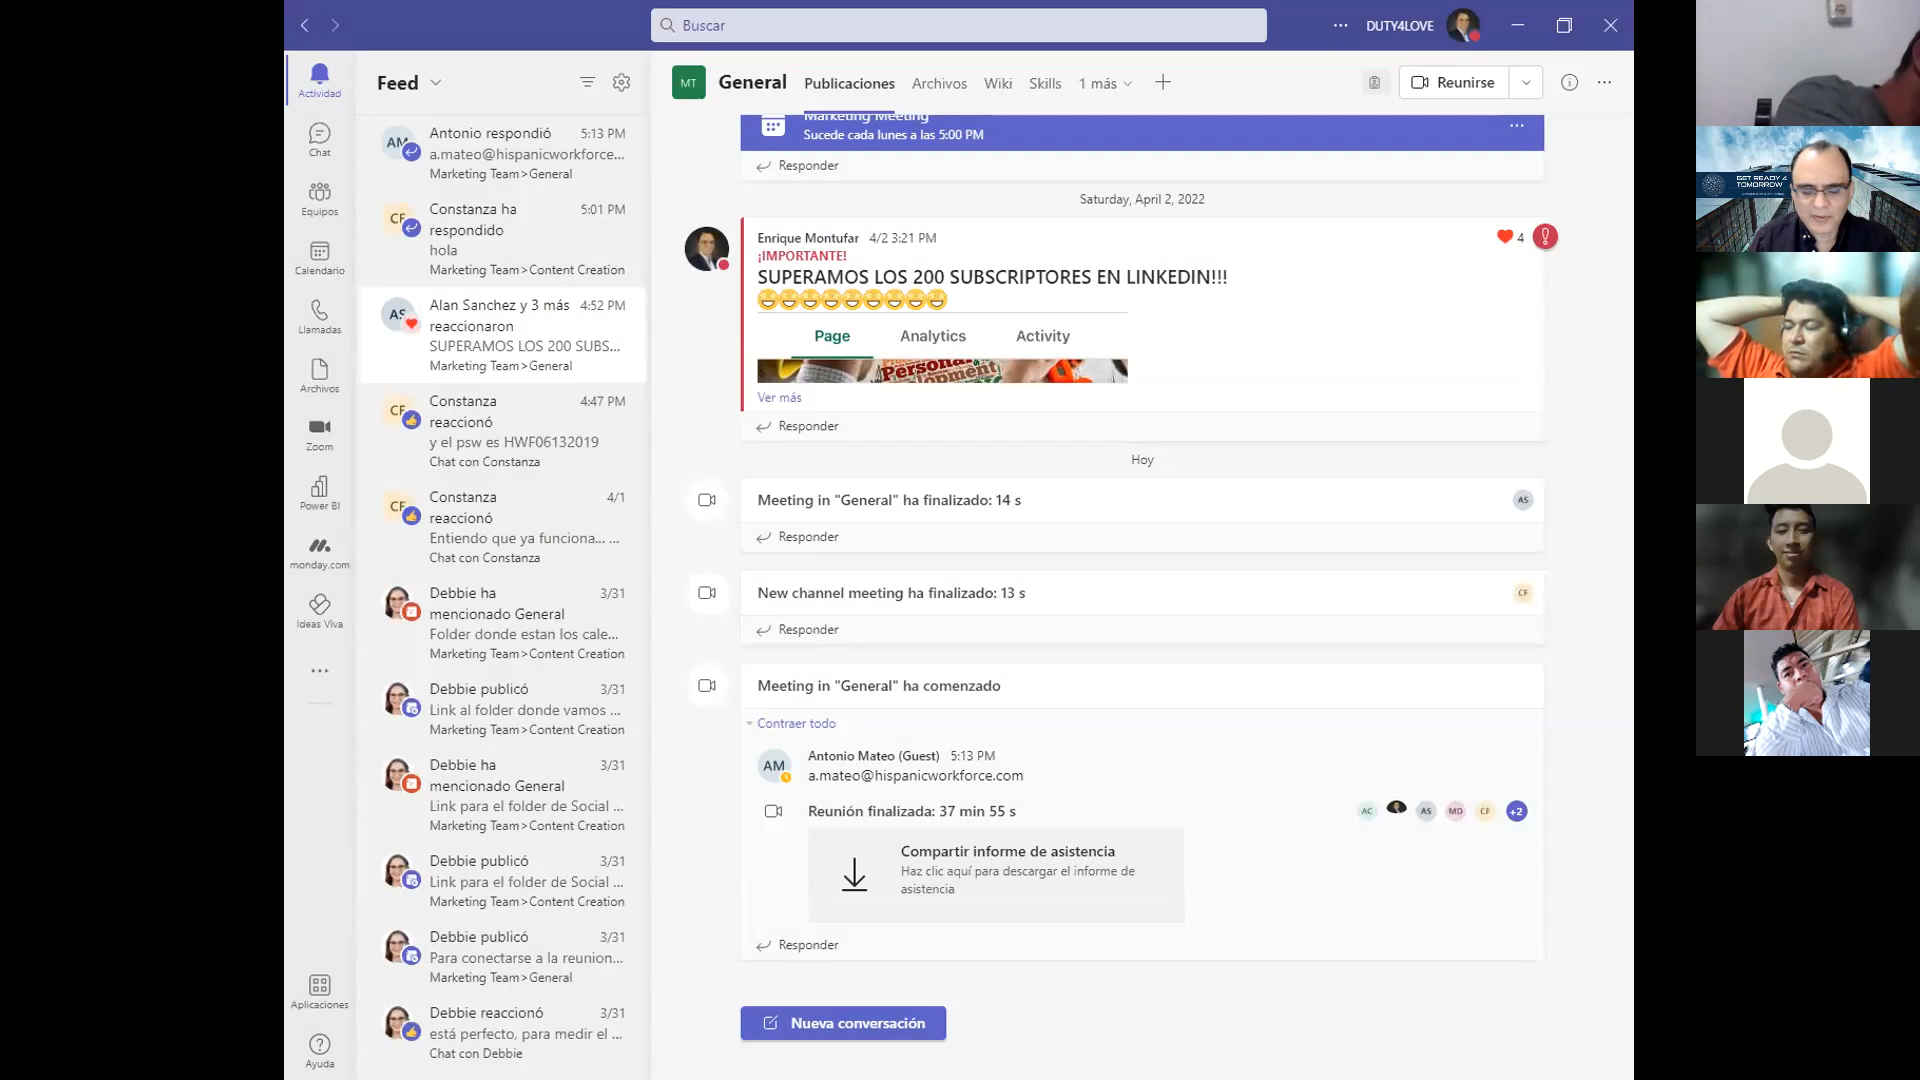 Buscar
DUTY4LOVE
Actividad
Chat
Equipos
Calendario
Llamadas
Archivos
Zoom
Power BI
monday.com
Ideas Viva
Aplicaciones
Ayuda
Feed
Antonio respondió 5:13 PM
a.mateo@hispanicworkforce...
Marketing Team>General
Constanza ha respondido 5:01 PM
hola
Marketing Team>Content Creation
Alan Sanchez y 3 más 4:52 PM
reaccionaron
SUPERAMOS LOS 200 SUBS...
Marketing Team>General
Constanza 4:47 PM
reaccionó
y el psw es HWF06132019
Chat con Constanza
Constanza 4/1
reaccionó
Entiendo que ya funciona... ...
Chat con Constanza
Debbie ha 3/31
mencionado General
Folder donde estan los cale...
Marketing Team>Content Creation
Debbie publicó 3/31
Link al folder donde vamos ...
Marketing Team>Content Creation
Debbie ha 3/31
mencionado General
Link para el folder de Social ...
Marketing Team>Content Creation
Debbie publicó 3/31
Link para el folder de Social ...
Marketing Team>Content Creation
Debbie publicó 3/31
Para conectarse a la reunion...
Marketing Team>General
Debbie reaccionó 3/31
está perfecto, para medir el ...
Chat con Debbie
MT General Publicaciones Archivos Wiki Skills 1 más
Reunirse
Marketing Meeting
Sucede cada lunes a las 5:00 PM
Responder
Saturday, April 2, 2022
Enrique Montufar 4/2 3:21 PM
4
¡IMPORTANTE!
SUPERAMOS LOS 200 SUBSCRIPTORES EN LINKEDIN!!!
Page Analytics Activity
Personal
Ver más
Responder
Hoy
Meeting in "General" ha finalizado: 14 s
AS
Responder
New channel meeting ha finalizado: 13 s
CF
Responder
Meeting in "General" ha comenzado
Contraer todo
AM
Antonio Mateo (Guest) 5:13 PM
a.mateo@hispanicworkforce.com
Reunión finalizada: 37 min 55 s
AC AS MD CF +2
Compartir informe de asistencia
Haz clic aquí para descargar el informe de
asistencia
Responder
Nueva conversación
GET READY 4
TOMORROW